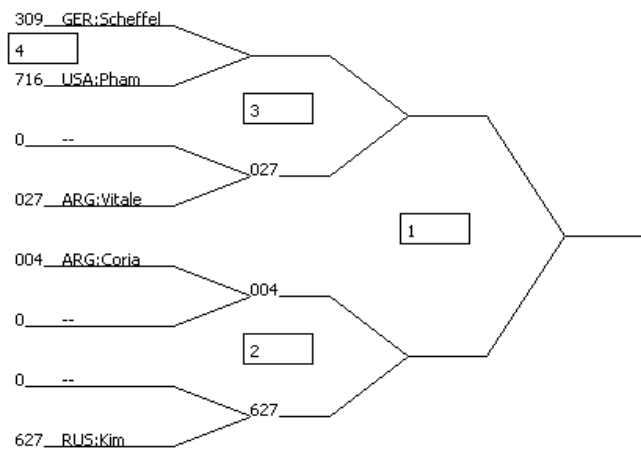 309 GER:Scheffel
4
716 USA:Pham
3
0 --
027
027 ARG:Vitale
1
004 ARG:Coria
004
0 --
2
0 --
627
627 RUS:Kim